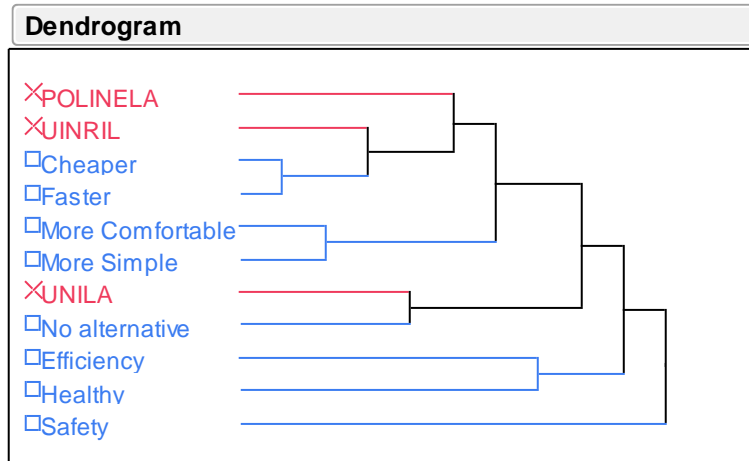 Dendrogram
POLINELA
UINRIL
Cheaper
Faster
More Comfortable
More Simple
UNILA
No alternative
Efficiency
Healthy
Safety